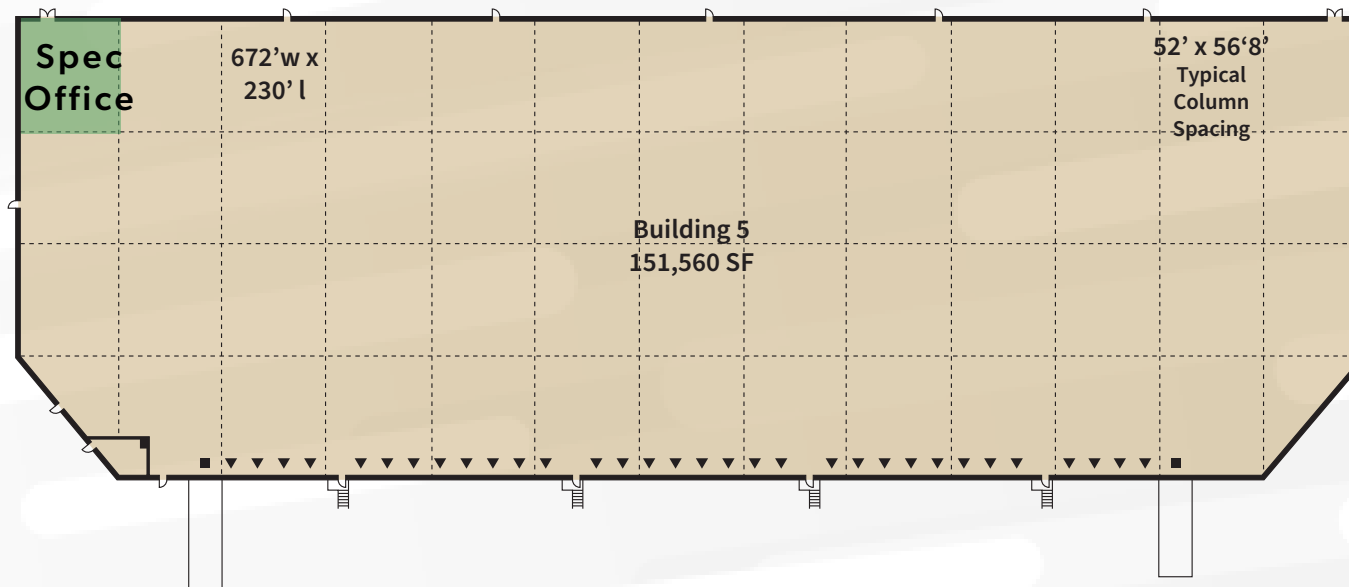 Spec
Office
672’w x
230’ l
52’ x 56‘8’
Typical
Column
Spacing
Building 5
151,560 SF